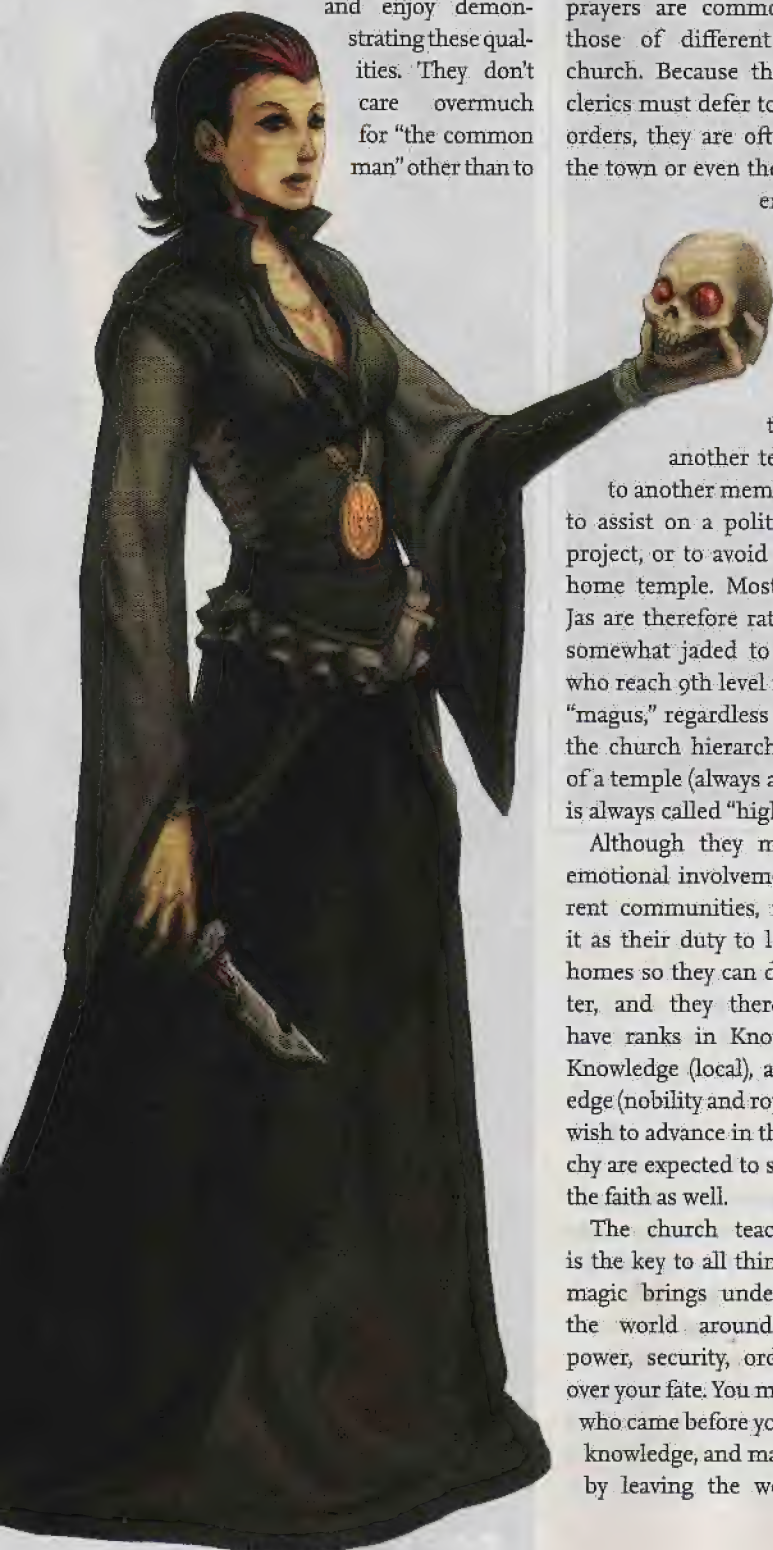 and enjoy demon-
strating these qual-
ities. They don't
care overmuch
for "the common
man" other than to
prayers are commo
those of different
church. Because th
clerics must defer to
orders, they are oft
the town or even the
er
t
another te
to another mem
to assist on a polit
project, or to avoid
home temple. Most
Jas are therefore rat
somewhat jaded to
who reach 9th level
"magus," regardless
the church hierarch
of a temple (always a
is always called "higl
Although they m
emotional involveme
rent communities,
it as their duty to l
homes so they can d
ter, and they there
have ranks in Kno
Knowledge (local), a
edge (nobility and ro
wish to advance in th
chy are expected to s
the faith as well.
The church teac
is the key to all thin
magic brings unde
the world around
power, security, ord
over your fate. You m
who came before yo
knowledge, and ma
by leaving the w